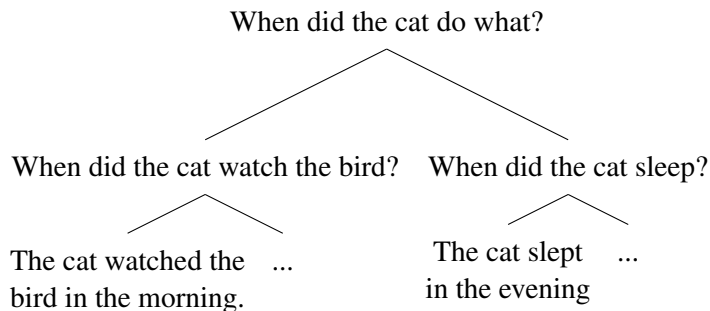 When did the cat do what?
When did the cat watch the bird?
When did the cat sleep?
The cat watched the
bird in the morning.
...
The cat slept
in the evening
...